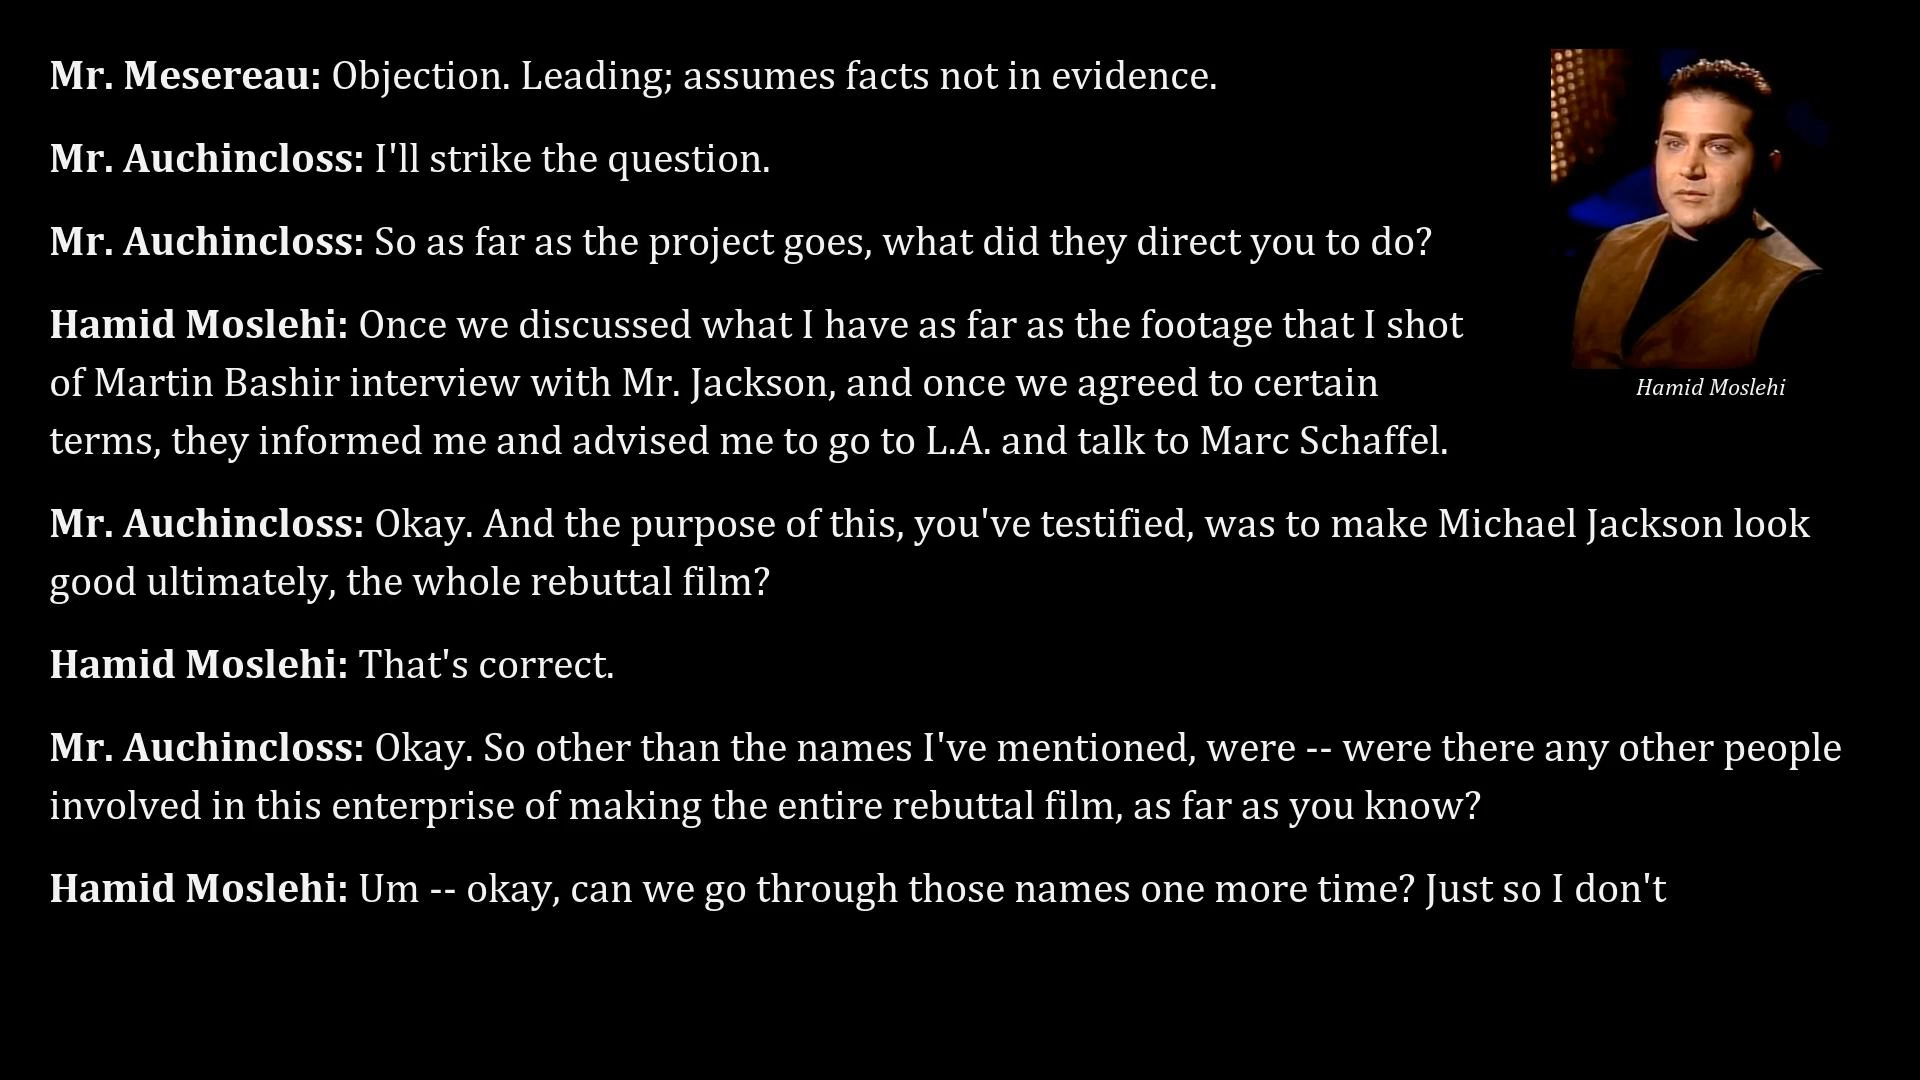 Mr. Mesereau: Objection. Leading; assumes facts not in evidence.
Mr. Auchincloss: I'll strike the question.
Mr. Auchincloss: So as far as the project goes, what did they direct you to do?
Hamid Moslehi: Once we discussed what I have as far as the footage that I shot
of Martin Bashir interview with Mr. Jackson, and once we agreed to certain
terms, they informed me and advised me to go to L.A. and talk to Marc Schaffel.
Hamid Moslehi
Mr. Auchincloss: Okay. And the purpose of this, you've testified, was to make Michael Jackson look
good ultimately, the whole rebuttal film?
Hamid Moslehi: That's correct.
Mr. Auchincloss: Okay. So other than the names I've mentioned, were -- were there any other people
involved in this enterprise of making the entire rebuttal film, as far as you know?
Hamid Moslehi: Um -- okay, can we go through those names one more time? Just so I don't